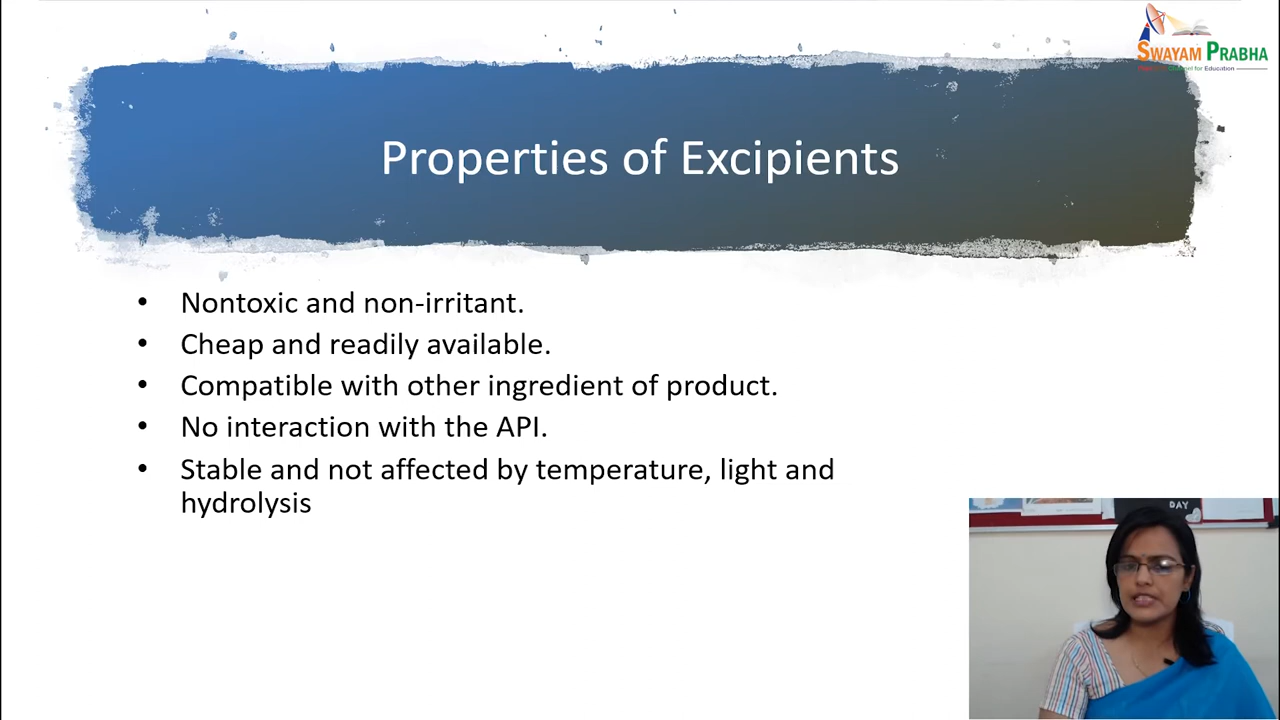 SWAYAM PRABHA
Properties of Excipients
• Nontoxic and non-irritant.
• Cheap and readily available.
• Compatible with other ingredient of product.
• No interaction with the API.
• Stable and not affected by temperature, light and
hydrolysis
DAY